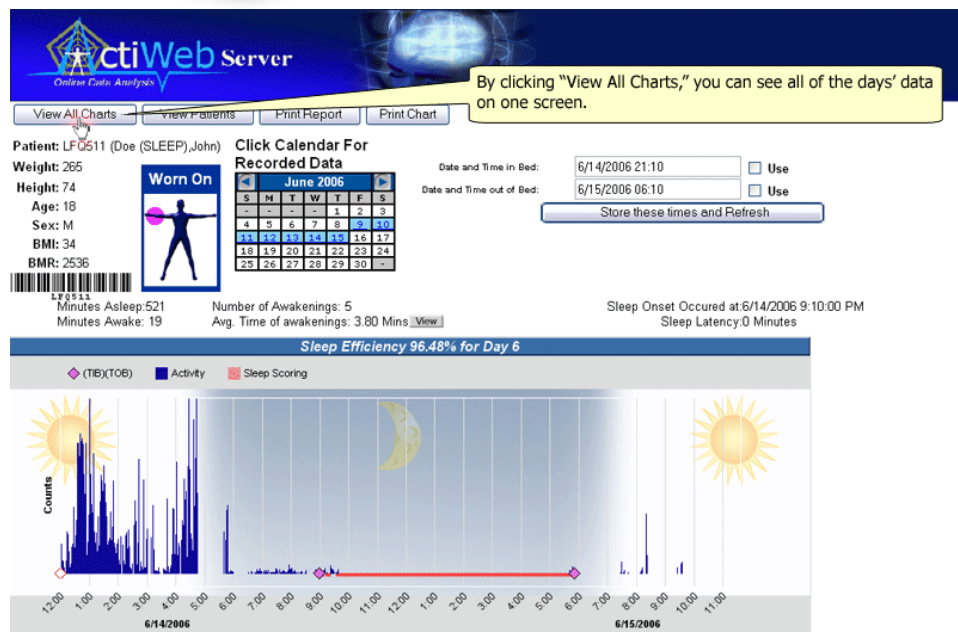 ctiWeb Server
Online Data Analysis
By clicking “View All Charts,” you can see all of the days’ data
on one screen.
View All Charts
View Patients
Print Report
Print Chart
Patient: LFQ511 (Doe (SLEEP),John)
Weight: 265
Height: 74
Age: 18
Sex: M
BMI: 34
BMR: 2536
LFQ511
Worn On
Click Calendar For
Recorded Data
June 2006
S M T W T F S
- - - - 1 2 3
4 5 6 7 8 9 10
11 12 13 14 15 16 17
18 19 20 21 22 23 24
25 26 27 28 29 30 -
Date and Time in Bed: 6/14/2006 21:10 Use
Date and Time out of Bed: 6/15/2006 06:10 Use
Store these times and Refresh
Minutes Asleep:521
Minutes Awake: 19
Number of Awakenings: 5
Avg. Time of awakenings: 3.80 Mins View
Sleep Onset Occured at:6/14/2006 9:10:00 PM
Sleep Latency:0 Minutes
Sleep Efficiency 96.48% for Day 6
(TIB)(TOB) Activity Sleep Scoring
Counts
12:00 1:00 2:00 3:00 4:00 5:00 6:00 7:00 8:00 9:00 10:00 11:00 12:00 1:00 2:00 3:00 4:00 5:00 6:00 7:00 8:00 9:00 10:00 11:00
6/14/2006 6/15/2006